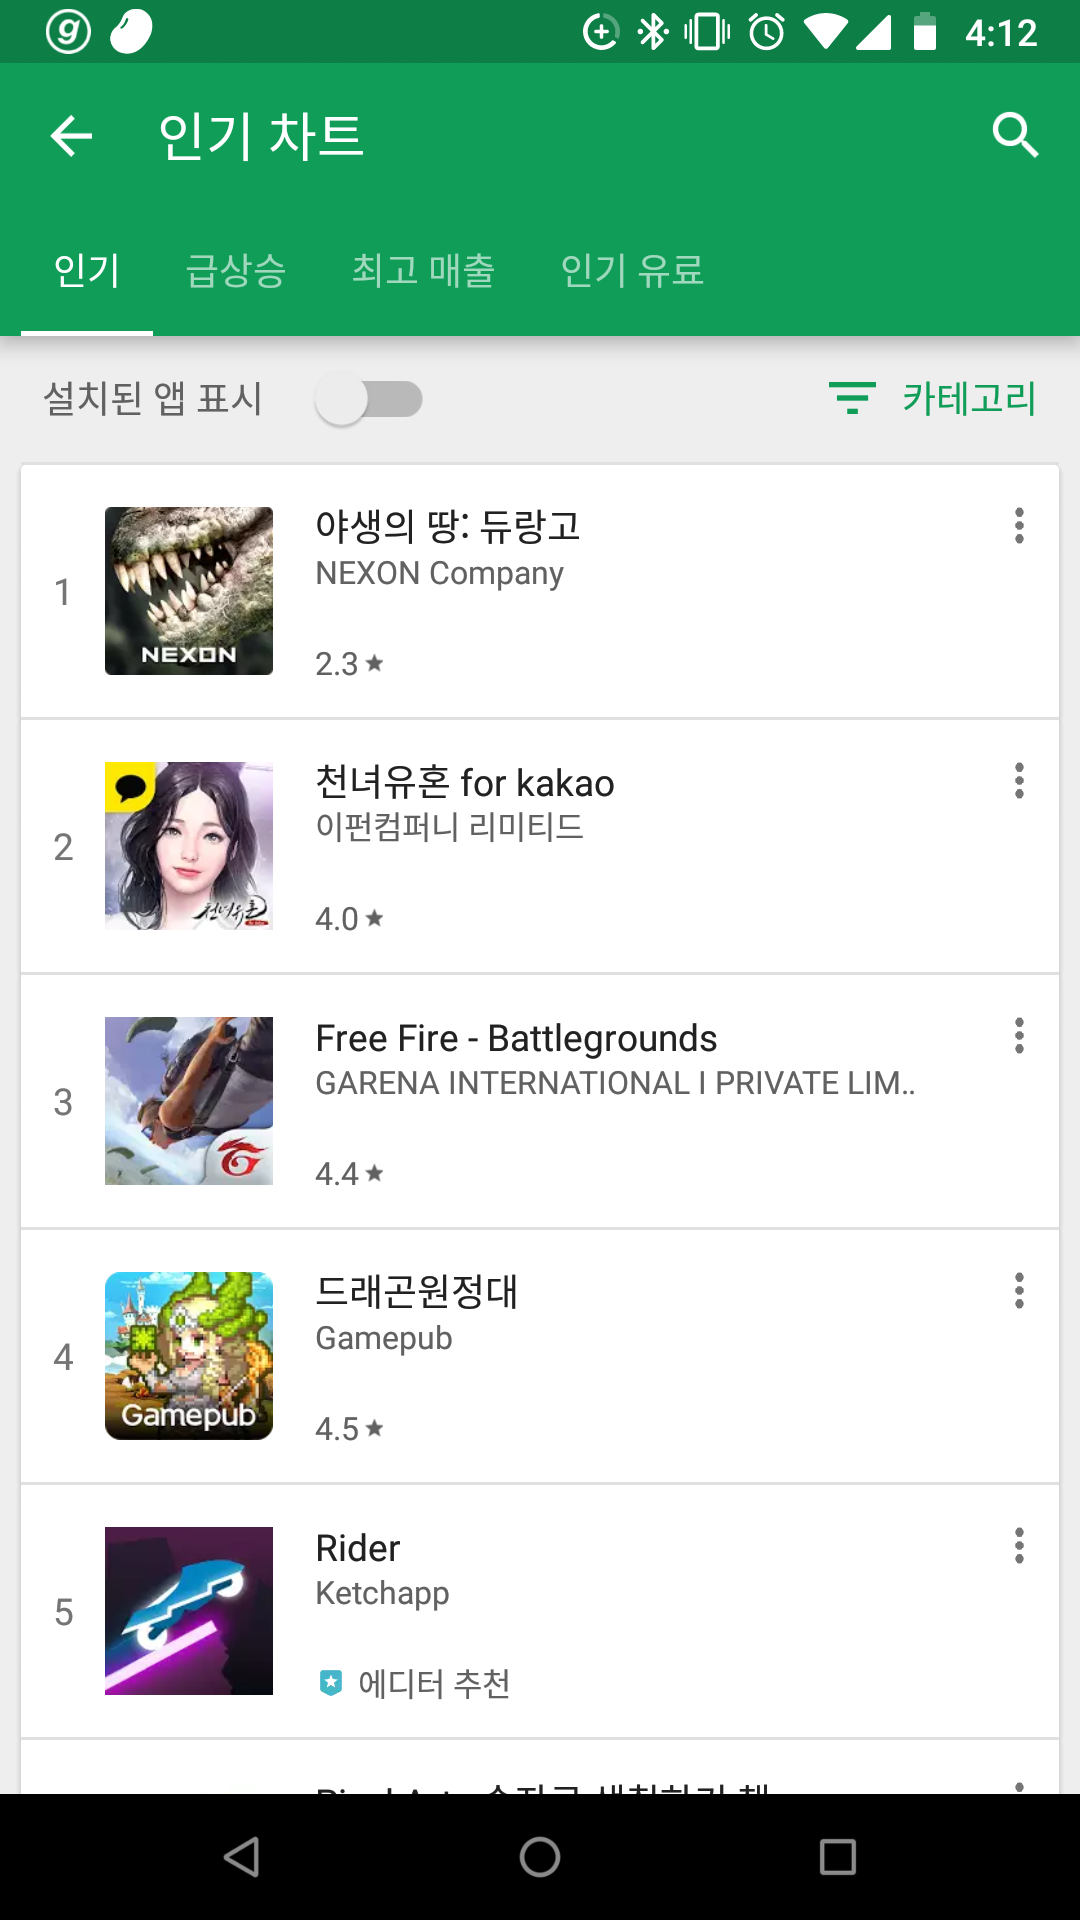 4:12
인기 차트
인기 급상승 최고 매출 인기 유료
설치된 앱 표시 카테고리
1
NEXON
야생의 땅: 듀랑고
NEXON Company
2.3
2
천녀유혼
천녀유혼 for kakao
이펀컴퍼니 리미티드
4.0
3
Free Fire - Battlegrounds
GARENA INTERNATIONAL I PRIVATE LIM..
4.4
4
Gamepub
드래곤원정대
Gamepub
4.5
5
Rider
Ketchapp
에디터 추천